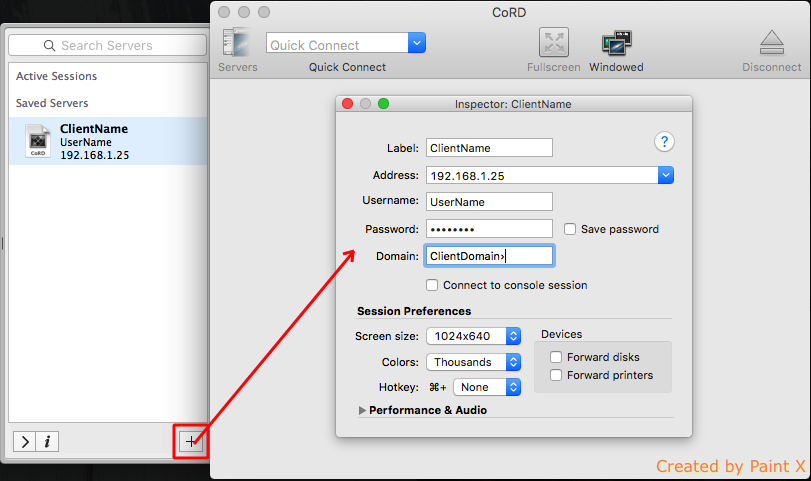 CoRD
Search Servers
Active Sessions
Saved Servers
ClientName
UserName
192.168.1.25
CoRD
i
+
Servers
Quick Connect
Quick Connect
Fullscreen
Windowed
Disconnect
Inspector: ClientName
?
Label: ClientName
Address: 192.168.1.25
Username: UserName
Password: •••••••• Save password
Domain: ClientDomain›
Connect to console session
Session Preferences
Screen size: 1024x640
Colors: Thousands
Hotkey: ⌘+ None
Devices
Forward disks
Forward printers
Performance & Audio
Created by Paint X